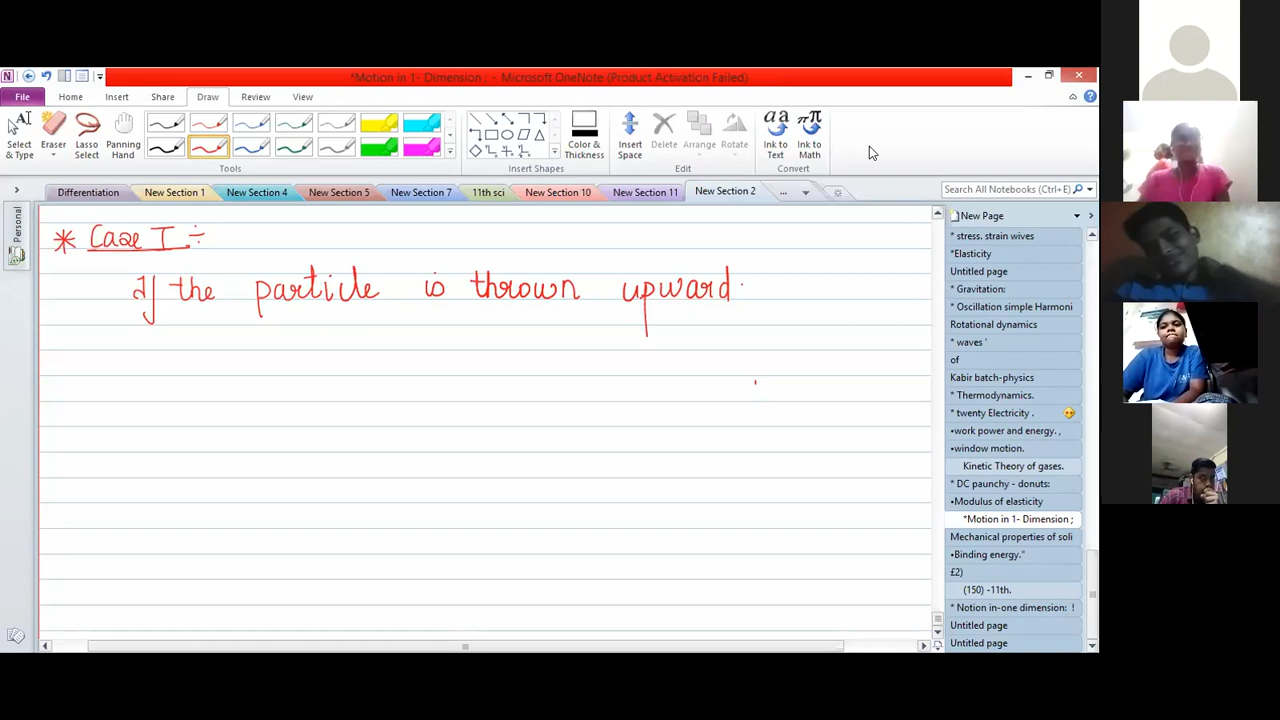 *Motion in 1- Dimension ; - Microsoft OneNote (Product Activation Failed)
File Home Insert Share Draw Review View
Select & Type
Eraser
Lasso Select
Panning Hand
Tools
Insert Shapes
Color & Thickness
Insert Space
Delete
Arrange
Rotate
Edit
Ink to Text
Ink to Math
Convert
Differentiation New Section 1 New Section 4 New Section 5 New Section 7 11th sci New Section 10 New Section 11 New Section 2 ...
Search All Notebooks (Ctrl+E)
Personal
* Case I :-
If the particle is thrown upward.
New Page
* stress. strain wives
*Elasticity
Untitled page
* Gravitation:
* Oscillation simple Harmoni
Rotational dynamics
* waves '
of
Kabir batch-physics
* Thermodynamics.
* twenty Electricity .
•work power and energy. ,
•window motion.
Kinetic Theory of gases.
* DC paunchy - donuts:
•Modulus of elasticity
*Motion in 1- Dimension ;
Mechanical properties of soli
•Binding energy."
£2)
(150) -11th.
* Notion in-one dimension: !
Untitled page
Untitled page